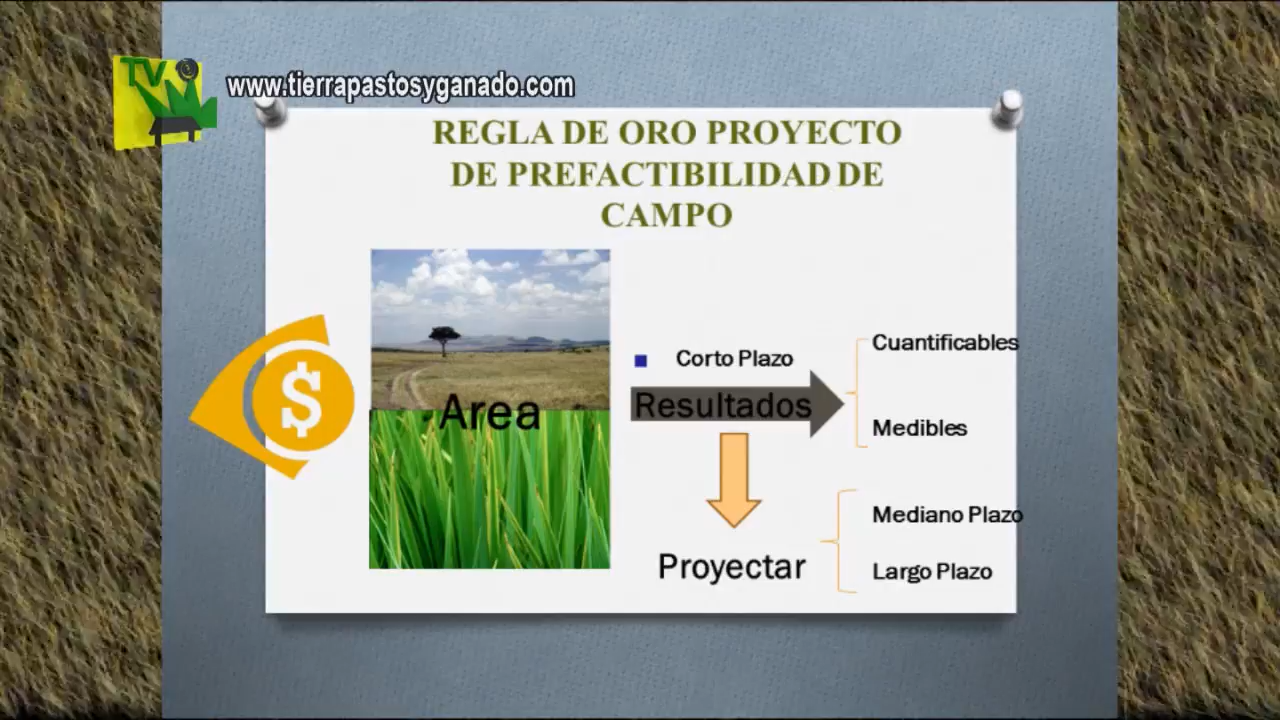 TV
www.tierrapastosyganado.com
REGLA DE ORO PROYECTO
DE PREFACTIBILIDAD DE
CAMPO
$
Area
Corto Plazo
Resultados
Cuantificables
Medibles
Proyectar
Mediano Plazo
Largo Plazo